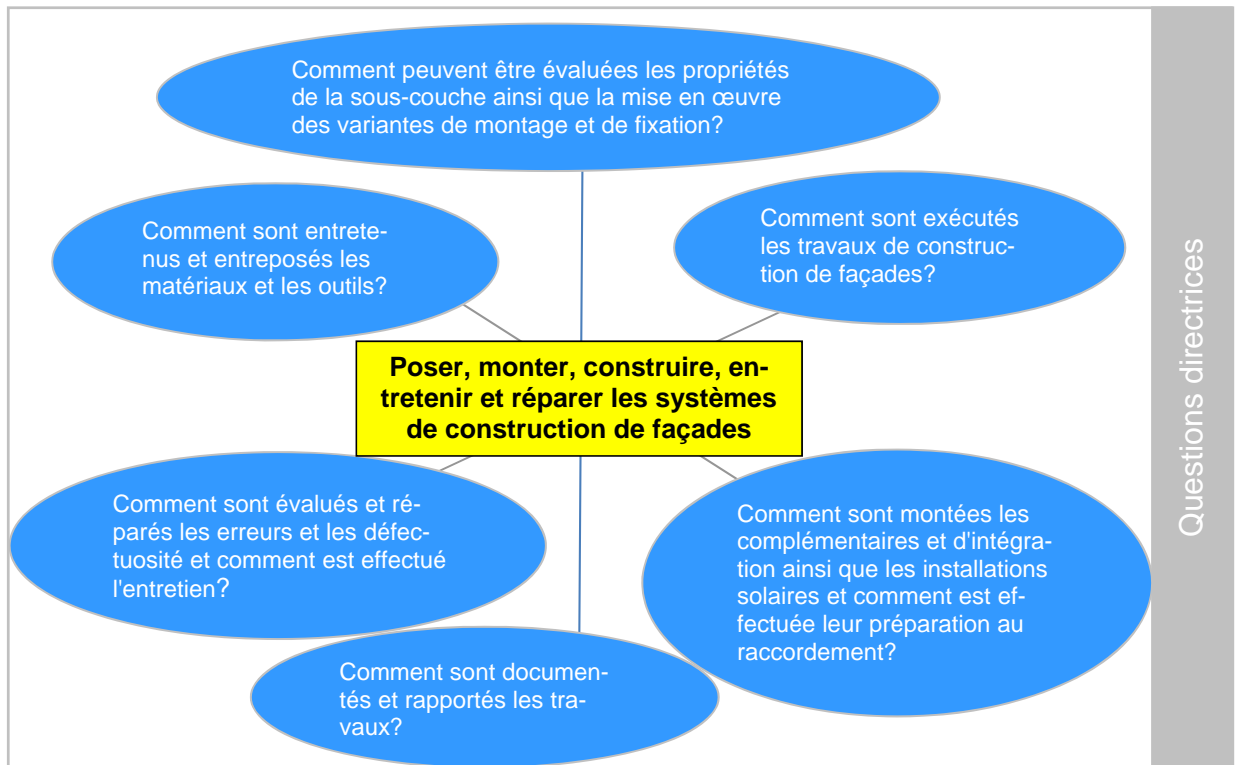 Comment peuvent être évaluées les propriétés
de la sous-couche ainsi que la mise en œuvre
des variantes de montage et de fixation?
Comment sont entrete-
nus et entreposés les
matériaux et les outils?
Comment sont exécutés
les travaux de construc-
tion de façades?
Poser, monter, construire, en-
tretenir et réparer les systèmes
de construction de façades
Comment sont évalués et ré-
parés les erreurs et les défec-
tuosité et comment est effectué
l'entretien?
Comment sont montées les
complémentaires et d'intégra-
tion ainsi que les installations
solaires et comment est ef-
fectuée leur préparation au
raccordement?
Comment sont documen-
tés et rapportés les tra-
vaux?
Questions directrices